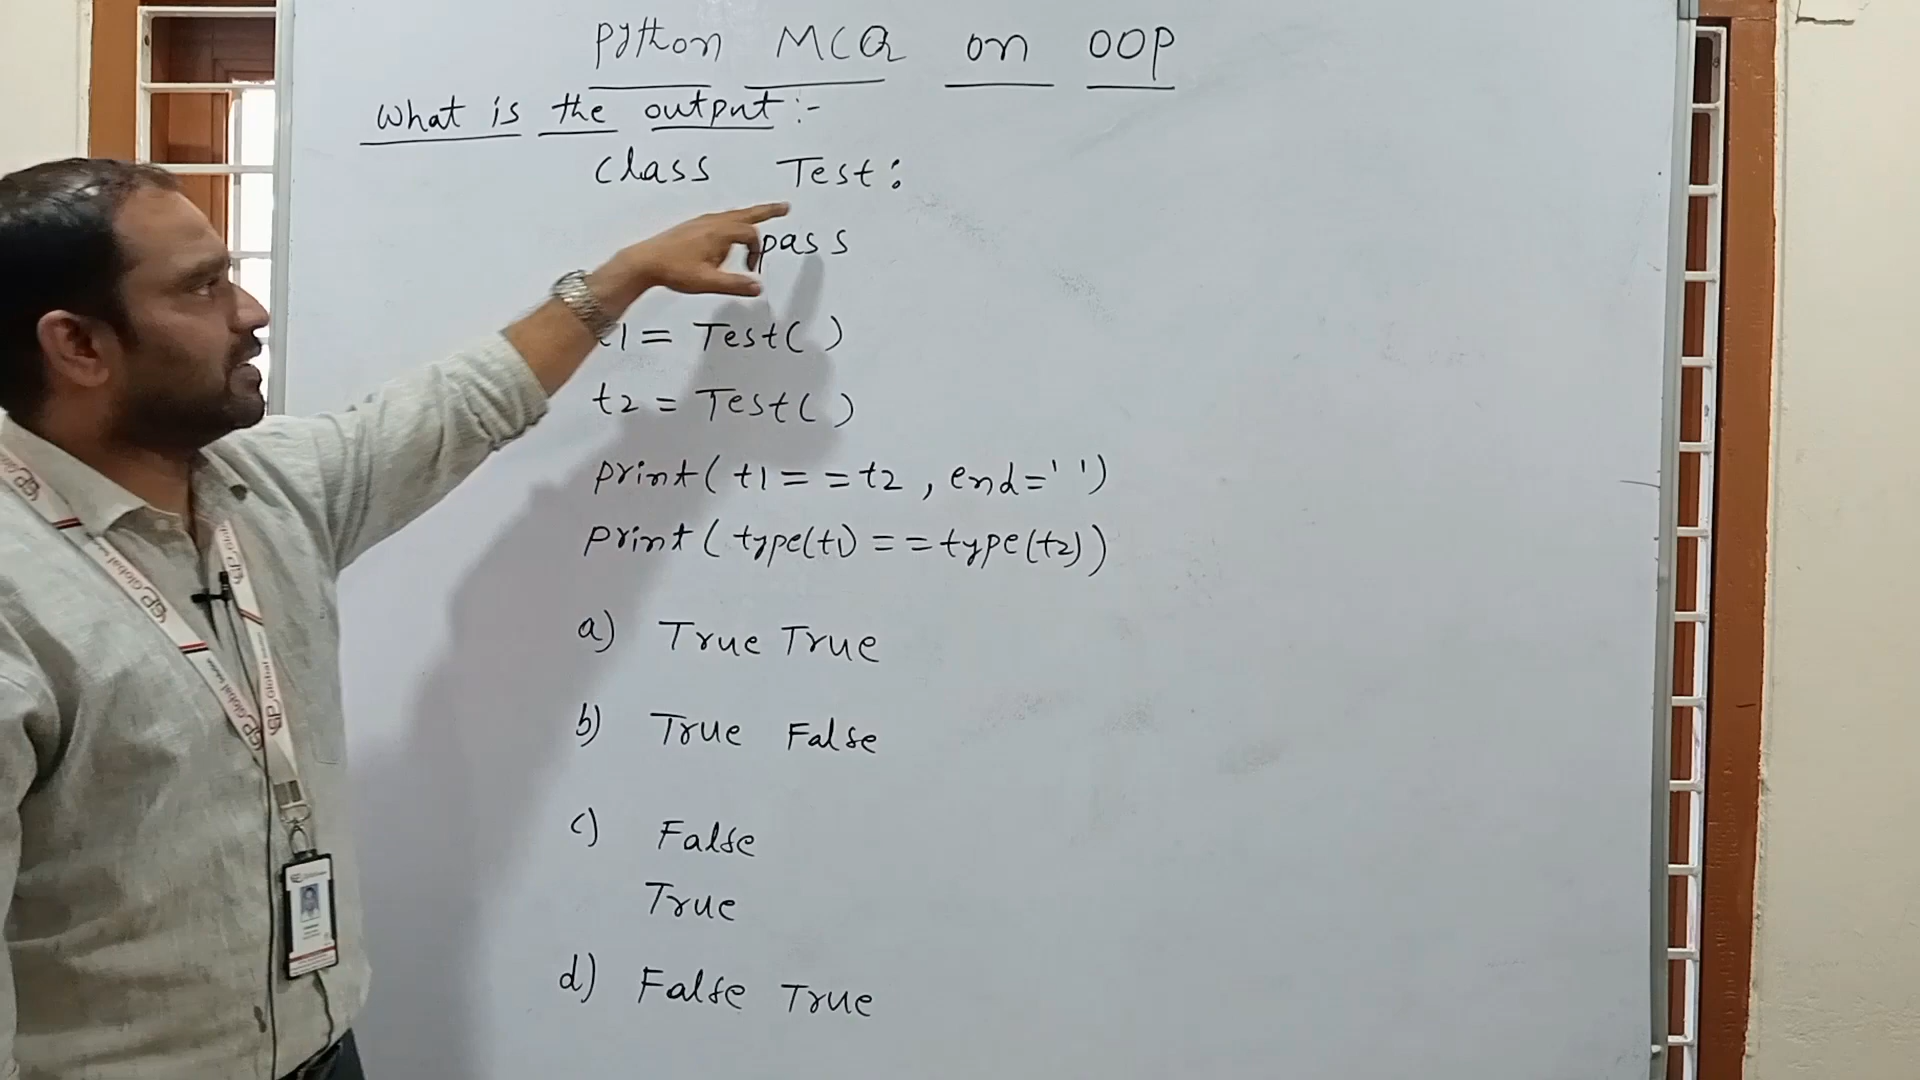 Python MCQ on OOP
What is the output:-
class Test:
pass
t1 = Test( )
t2 = Test( )
print( t1 = = t2 , end=' ')
print( type(t1) = = type(t2))
a) True True
b) True False
c) False
True
d) False True